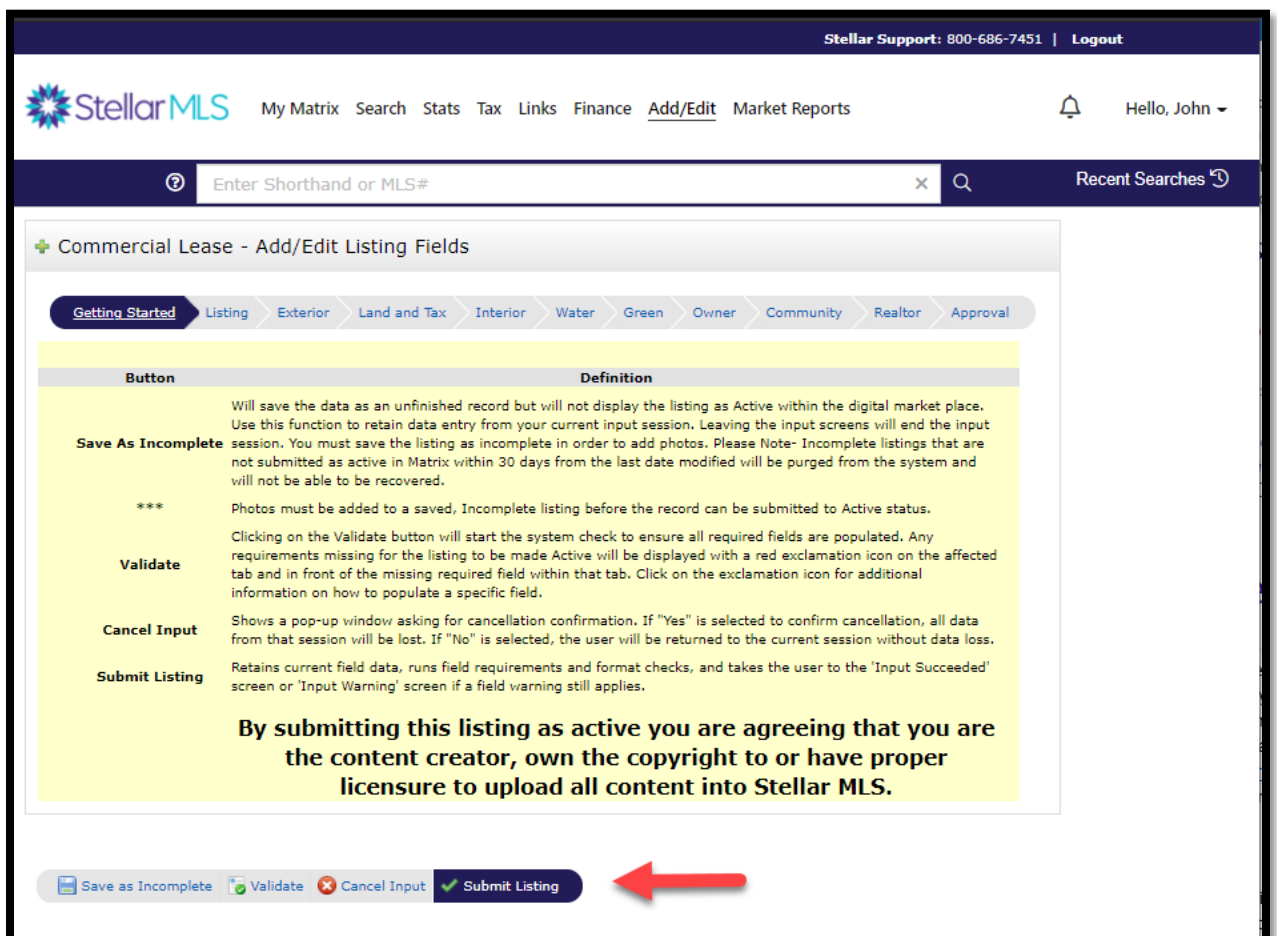 Stellar Support: 800-686-7451 | Logout
StellarMLS My Matrix Search Stats Tax Links Finance Add/Edit Market Reports Hello, John
Enter Shorthand or MLS# Recent Searches
Commercial Lease - Add/Edit Listing Fields
Getting Started Listing Exterior Land and Tax Interior Water Green Owner Community Realtor Approval
Button Definition
Will save the data as an unfinished record but will not display the listing as Active within the digital market place.
Use this function to retain data entry from your current input session. Leaving the input screens will end the input
Save As Incomplete session. You must save the listing as incomplete in order to add photos. Please Note- Incomplete listings that are
not submitted as active in Matrix within 30 days from the last date modified will be purged from the system and
will not be able to be recovered.
*** Photos must be added to a saved, Incomplete listing before the record can be submitted to Active status.
Clicking on the Validate button will start the system check to ensure all required fields are populated. Any
requirements missing for the listing to be made Active will be displayed with a red exclamation icon on the affected
Validate
tab and in front of the missing required field within that tab. Click on the exclamation icon for additional
information on how to populate a specific field.
Shows a pop-up window asking for cancellation confirmation. If "Yes" is selected to confirm cancellation, all data
Cancel Input
from that session will be lost. If "No" is selected, the user will be returned to the current session without data loss.
Retains current field data, runs field requirements and format checks, and takes the user to the 'Input Succeeded'
Submit Listing
screen or 'Input Warning' screen if a field warning still applies.
By submitting this listing as active you are agreeing that you are
the content creator, own the copyright to or have proper
licensure to upload all content into Stellar MLS.
Save as Incomplete Validate Cancel Input Submit Listing